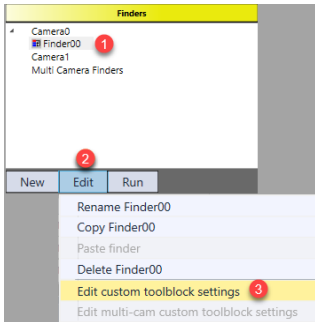 Finders
Camera0
Finder00 1
Camera1
Multi Camera Finders
2
New Edit Run
Rename Finder00
Copy Finder00
Paste finder
Delete Finder00
Edit custom toolblock settings 3
Edit multi-cam custom toolblock settings